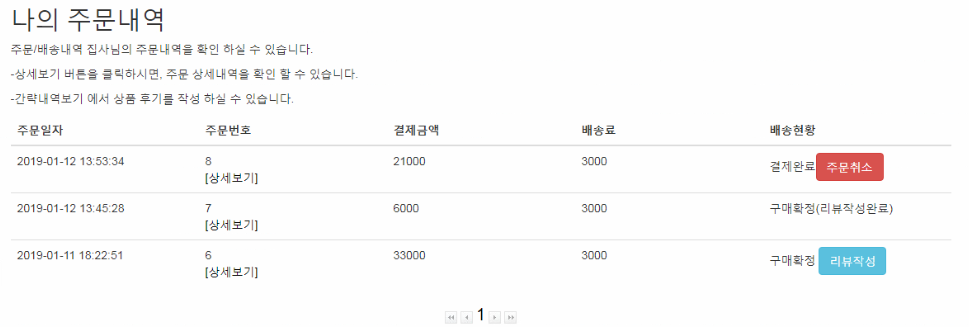 나의 주문내역
주문/배송내역 집사님의 주문내역을 확인 하실 수 있습니다.
-상세보기 버튼을 클릭하시면, 주문 상세내역을 확인 할 수 있습니다.
-간략내역보기 에서 상품 후기를 작성 하실 수 있습니다.
주문일자 주문번호 결제금액 배송료 배송현황
2019-01-12 13:53:34 8 21000 3000 결제완료 주문취소
[상세보기]
2019-01-12 13:45:28 7 6000 3000 구매확정(리뷰작성완료)
[상세보기]
2019-01-11 18:22:51 6 33000 3000 구매확정 리뷰작성
[상세보기]
1